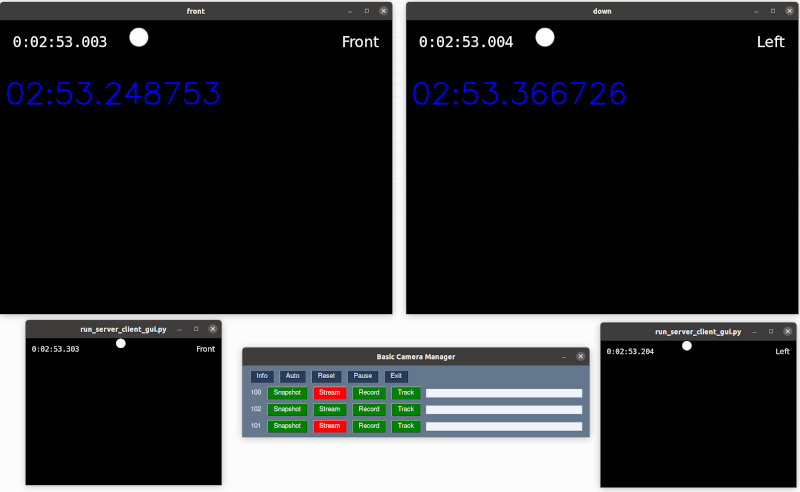 front
0:02:53.003
Front
02:53.248753
down
0:02:53.004
Left
02:53.366726
run_server_client_gui.py
0:02:53.303
Front
Basic Camera Manager
Info Auto Reset Pause Exit
100 Snapshot Stream Record Track
102 Snapshot Stream Record Track
101 Snapshot Stream Record Track
run_server_client_gui.py
0:02:53.204
Left